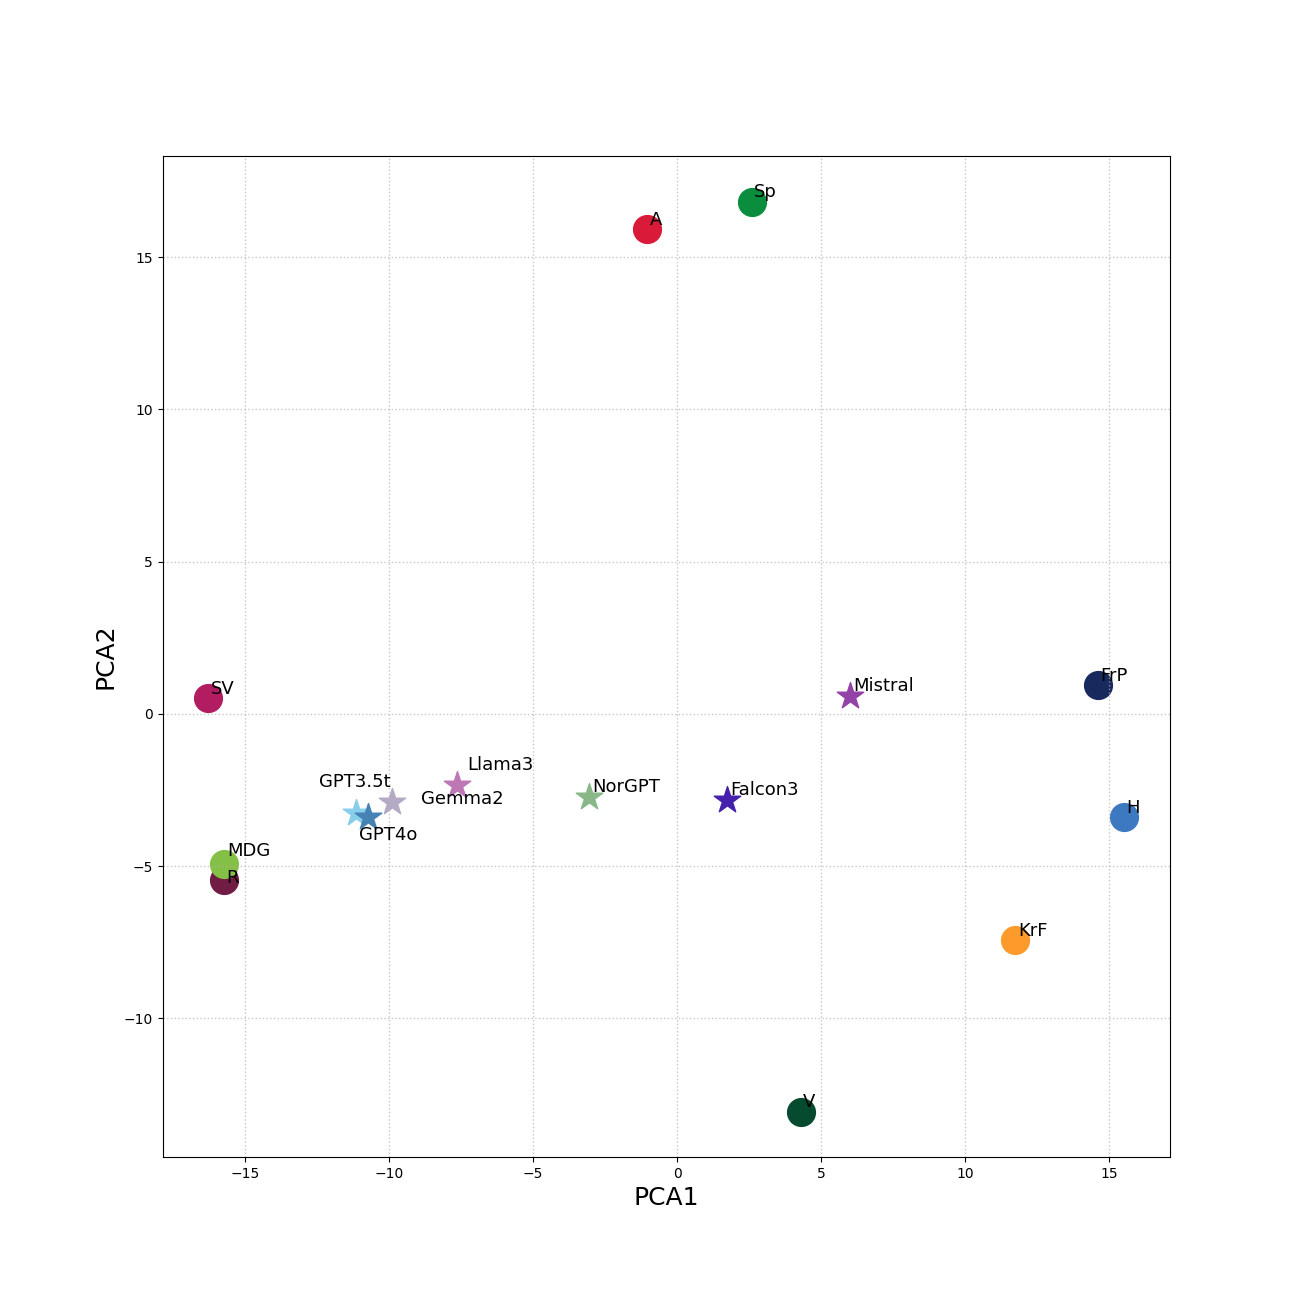 Sp
A
15
10
5
PCA2
SV
FrP
Mistral
0
Llama3
GPT3.5t
NorGPT
Falcon3
Gemma2
H
GPT4o
MDG
−5
R
KrF
−10
V
−15
−10
−5
0
5
10
15
PCA1